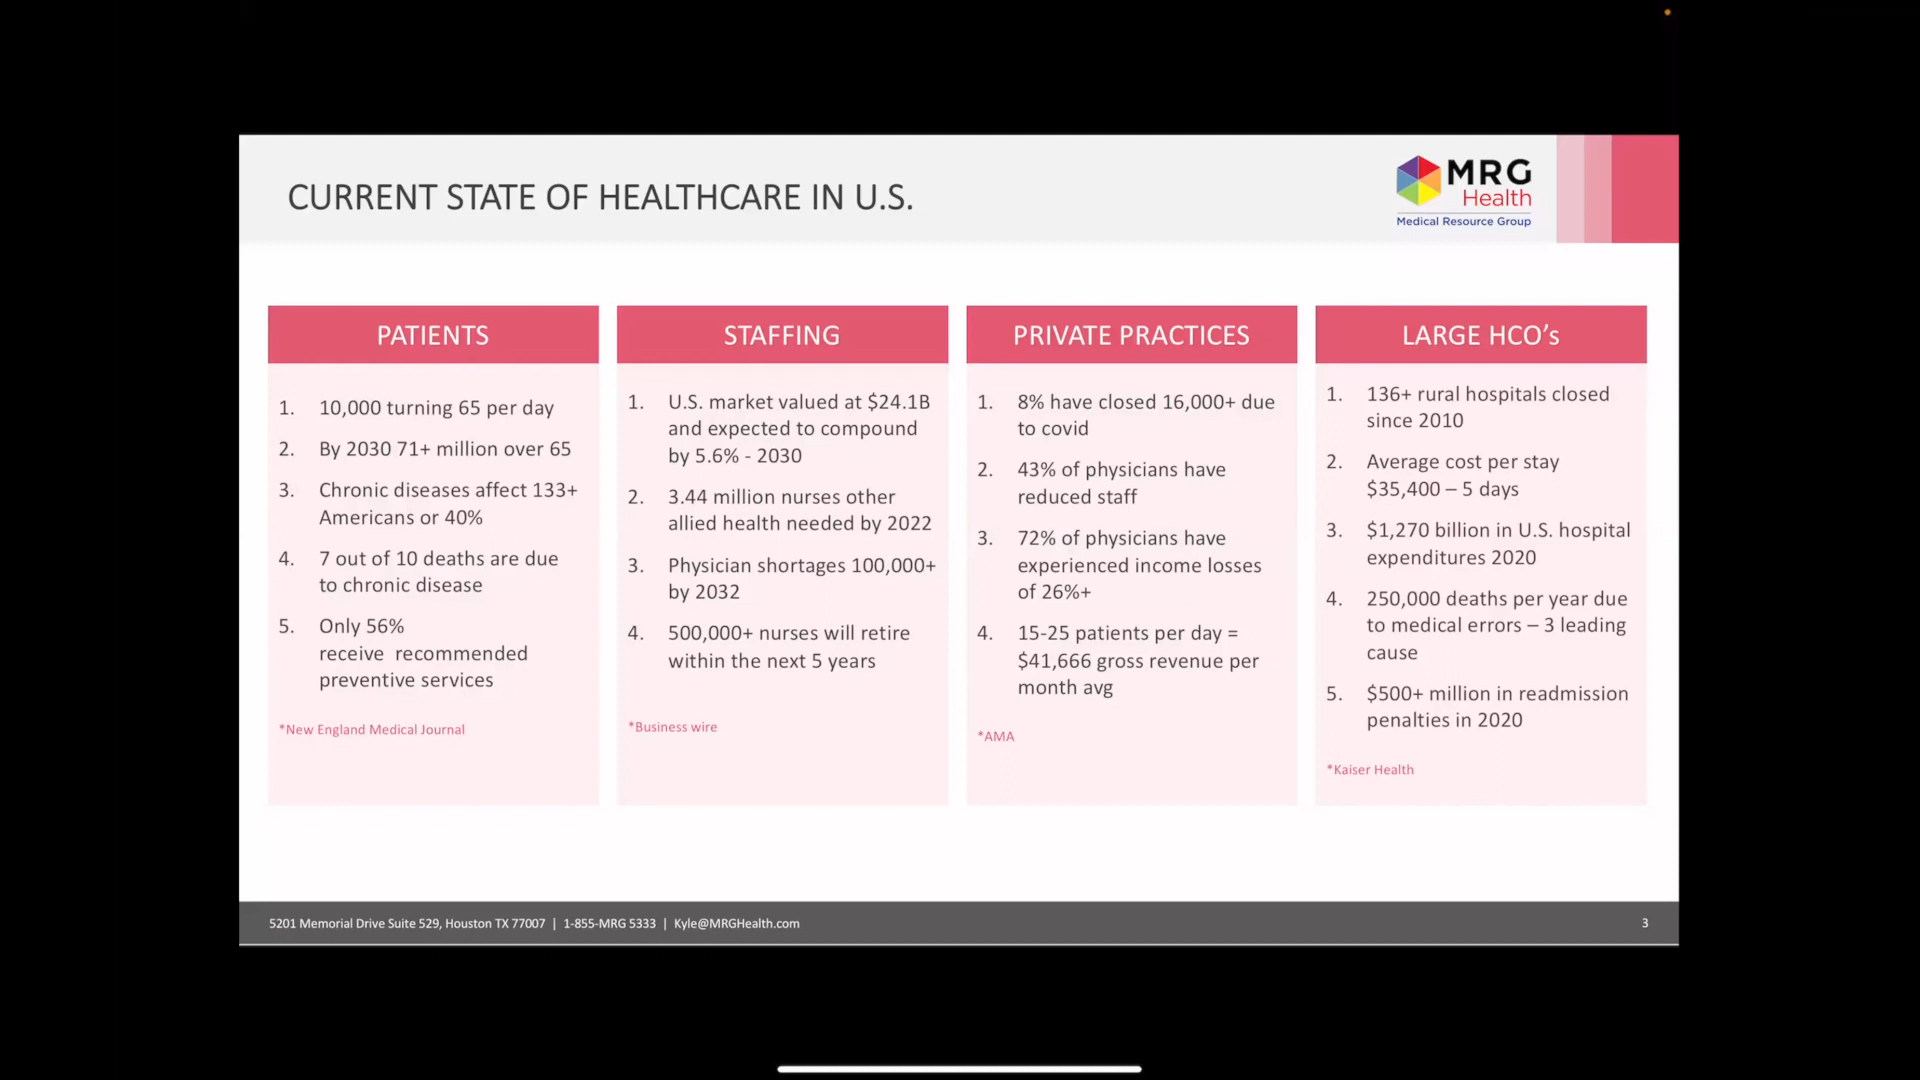 CURRENT STATE OF HEALTHCARE IN U.S.
MRG
Health
Medical Resource Group
PATIENTS
1. 10,000 turning 65 per day
2. By 2030 71+ million over 65
3. Chronic diseases affect 133+
Americans or 40%
4. 7 out of 10 deaths are due
to chronic disease
5. Only 56%
receive  recommended
preventive services
*New England Medical Journal
STAFFING
1. U.S. market valued at $24.1B
and expected to compound
by 5.6% - 2030
2. 3.44 million nurses other
allied health needed by 2022
3. Physician shortages 100,000+
by 2032
4. 500,000+ nurses will retire
within the next 5 years
*Business wire
PRIVATE PRACTICES
1. 8% have closed 16,000+ due
to covid
2. 43% of physicians have
reduced staff
3. 72% of physicians have
experienced income losses
of 26%+
4. 15-25 patients per day =
$41,666 gross revenue per
month avg
*AMA
LARGE HCO’s
1. 136+ rural hospitals closed
since 2010
2. Average cost per stay
$35,400 – 5 days
3. $1,270 billion in U.S. hospital
expenditures 2020
4. 250,000 deaths per year due
to medical errors – 3 leading
cause
5. $500+ million in readmission
penalties in 2020
*Kaiser Health
5201 Memorial Drive Suite 529, Houston TX 77007 | 1-855-MRG 5333 | Kyle@MRGHealth.com
3